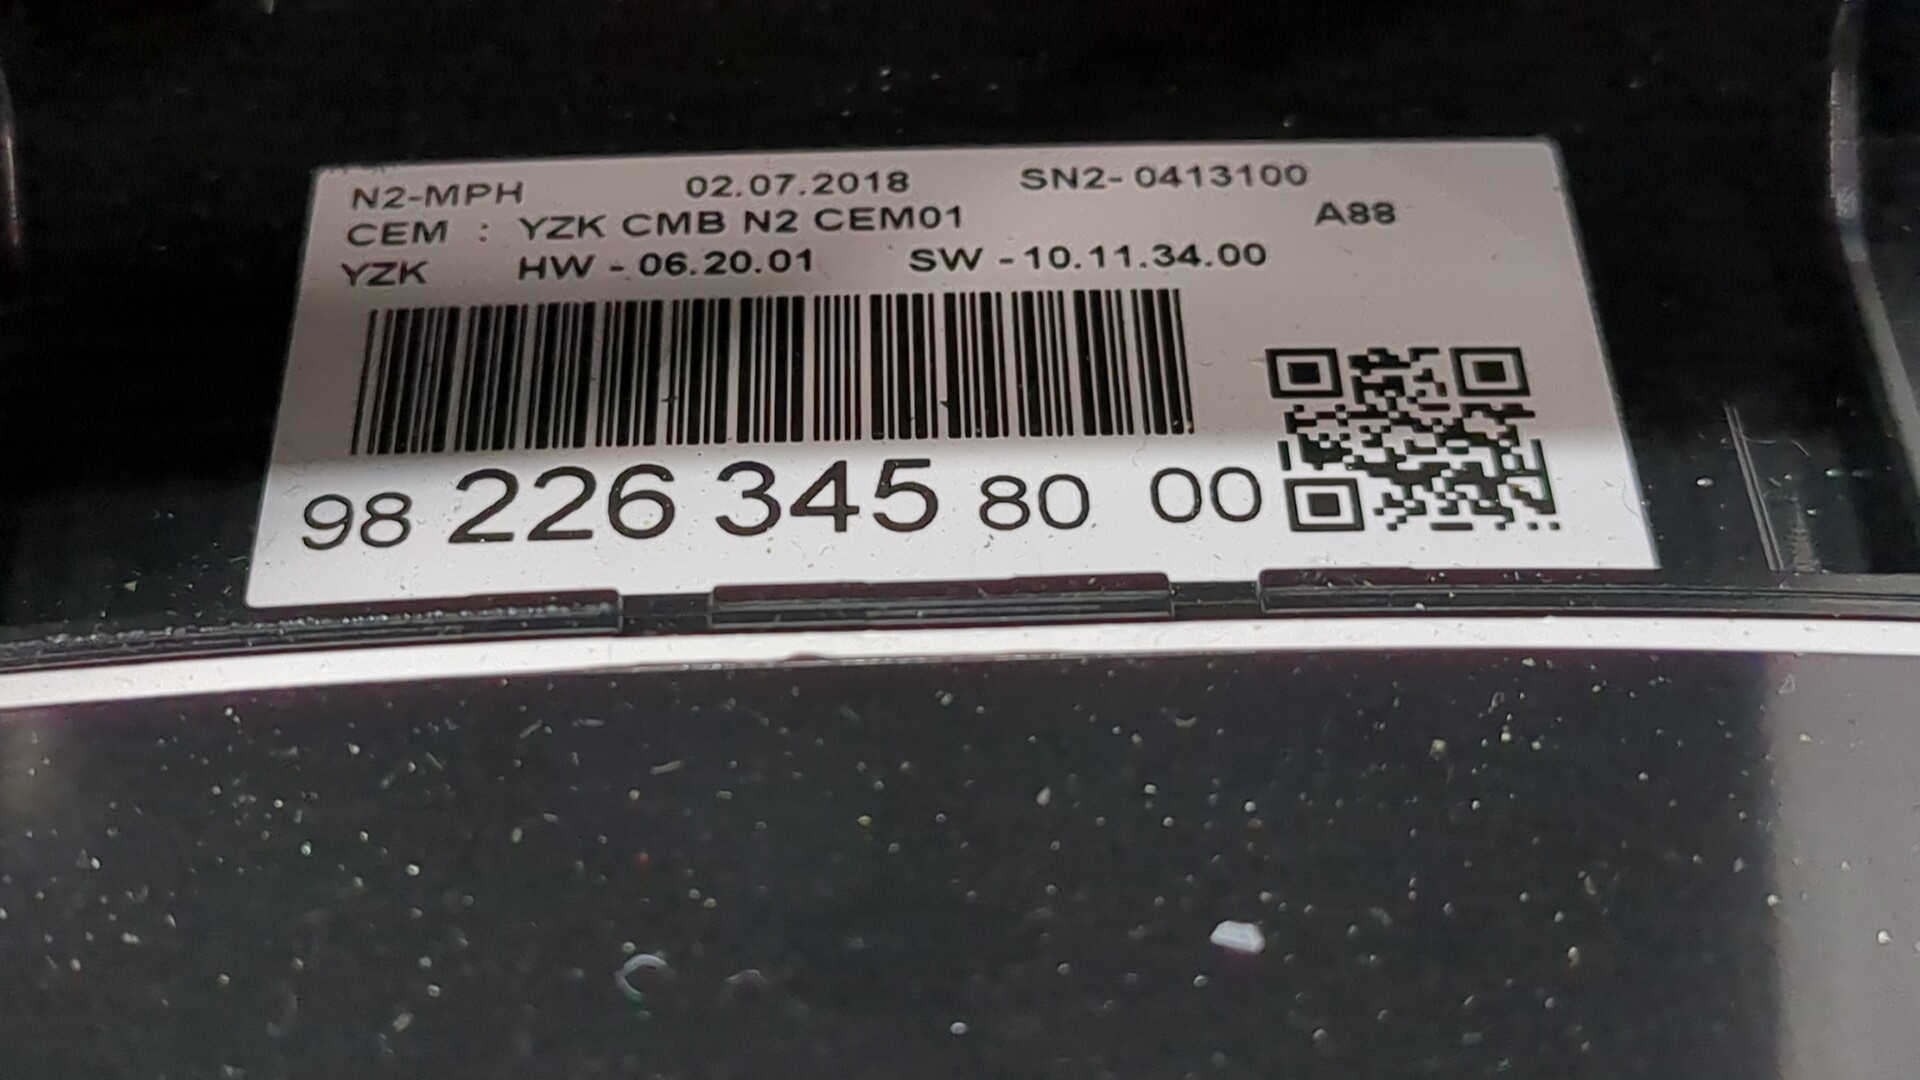 N2-MPH 02.07.2018 SN2-0413100
CEM : YZK CMB N2 CEM01 A88
YZK HW - 06.20.01 SW - 10.11.34.00
98 226 345 80 00